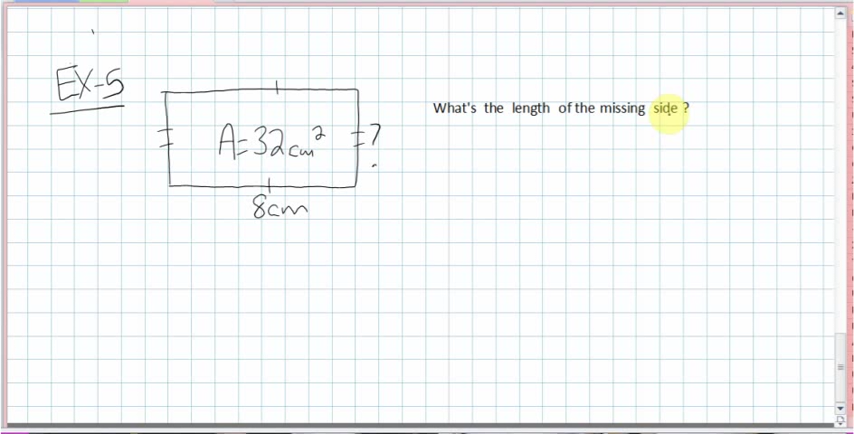 EX-5
What's the length of the missing side ?
A=32cm² ?
8cm